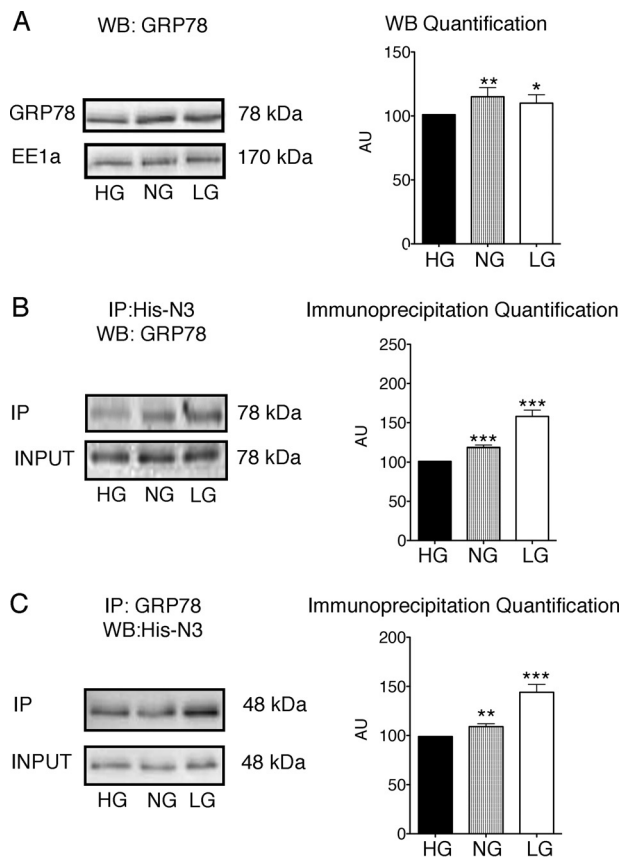 A
WB: GRP78
GRP78
78 kDa
EE1a
170 kDa
HG NG LG
WB Quantification
150
100
50
0
AU
**
*
HG NG LG
B
IP:His-N3
WB: GRP78
IP
78 kDa
INPUT
78 kDa
HG NG LG
Immunoprecipitation Quantification
250
200
150
100
50
0
AU
***
***
HG NG LG
C
IP: GRP78
WB:His-N3
IP
48 kDa
INPUT
48 kDa
HG NG LG
Immunoprecipitation Quantification
200
150
100
50
0
AU
**
***
HG NG LG